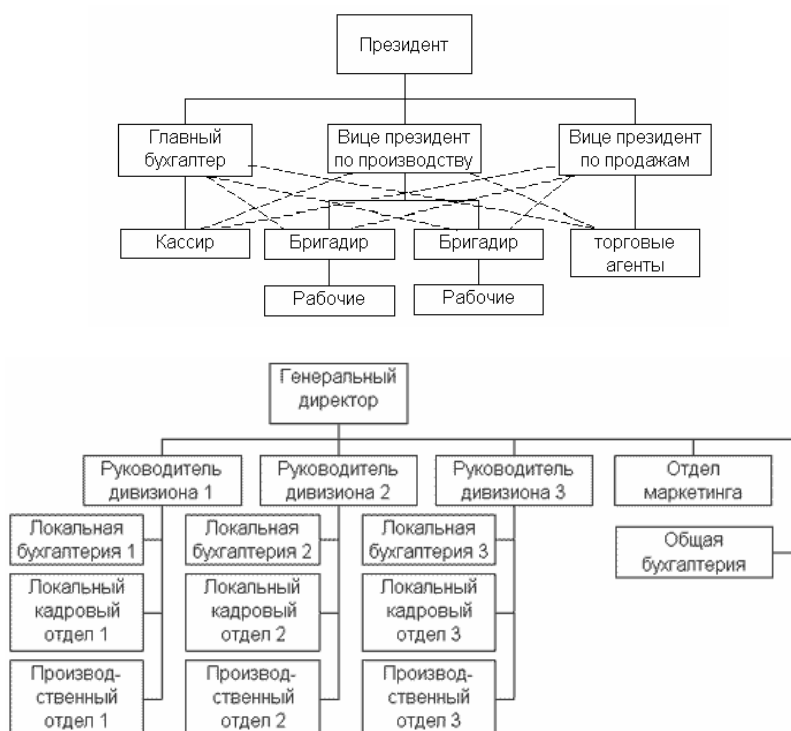 Президент
Главный
бухгалтер
Вице президент
по производству
Вице президент
по продажам
Кассир
Бригадир
Бригадир
торговые
агенты
Рабочие
Рабочие
Генеральный
директор
Руководитель
дивизиона 1
Руководитель
дивизиона 2
Руководитель
дивизиона 3
Отдел
маркетинга
Локальная
бухгалтерия 1
Локальная
бухгалтерия 2
Локальная
бухгалтерия 3
Общая
бухгалтерия
Локальный
кадровый
отдел 1
Локальный
кадровый
отдел 2
Локальный
кадровый
отдел 3
Производ-
ственный
отдел 1
Производ-
ственный
отдел 2
Производ-
ственный
отдел 3